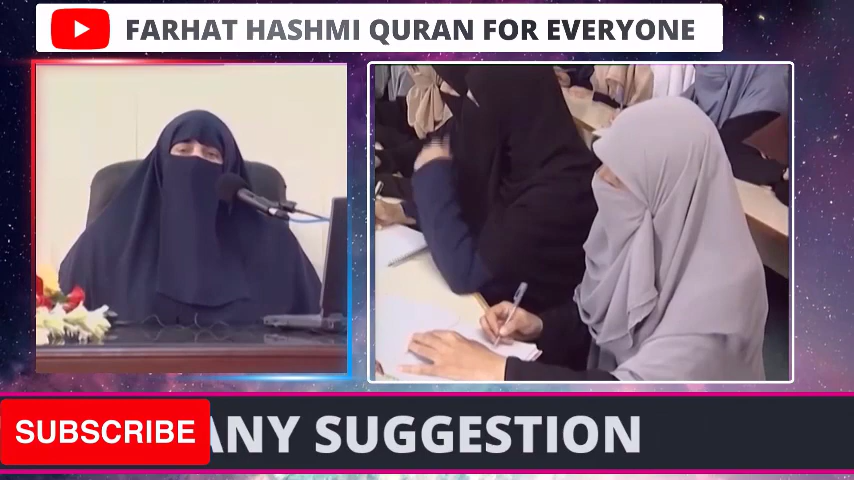 FARHAT HASHMI QURAN FOR EVERYONE
SUBSCRIBE ANY SUGGESTION